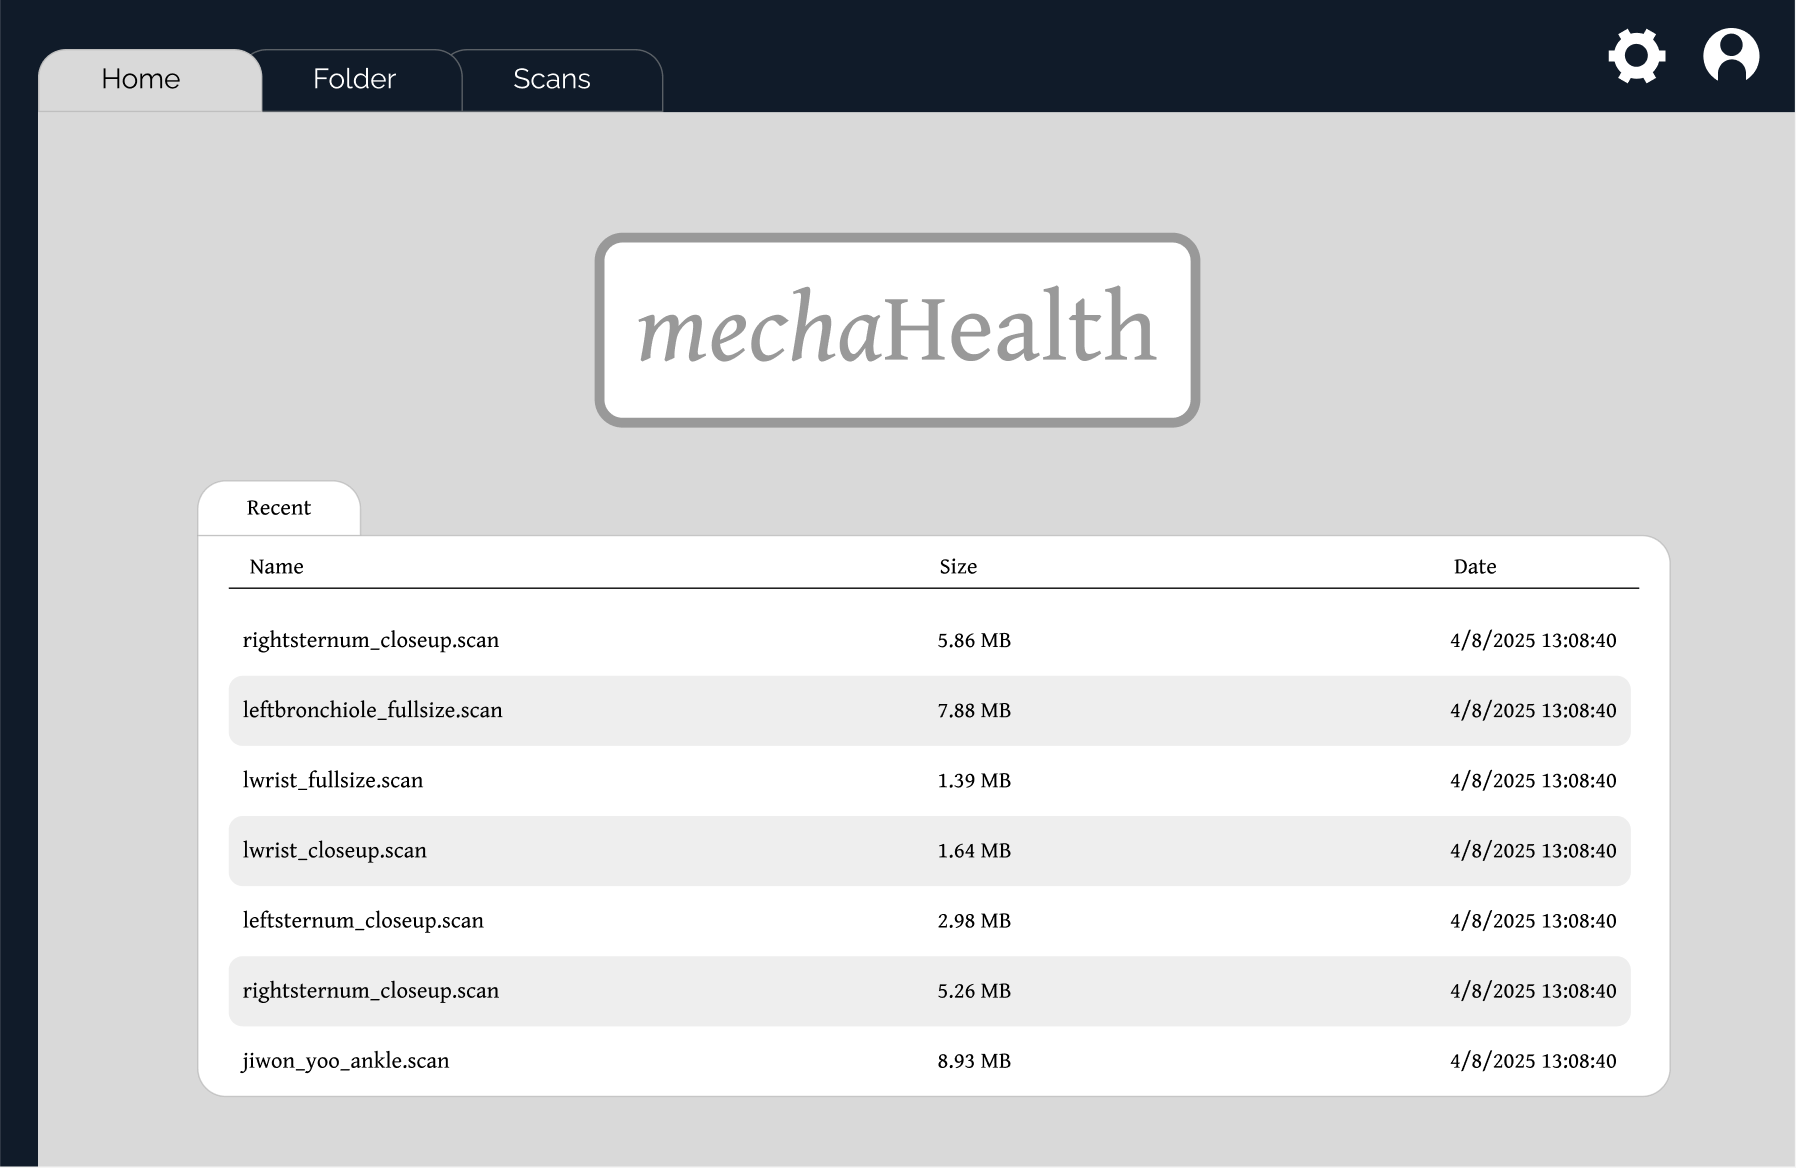 Home Folder Scans
mechaHealth
Recent
Name Size Date
rightsternum_closeup.scan 5.86 MB 4/8/2025 13:08:40
leftbronchiole_fullsize.scan 7.88 MB 4/8/2025 13:08:40
lwrist_fullsize.scan 1.39 MB 4/8/2025 13:08:40
lwrist_closeup.scan 1.64 MB 4/8/2025 13:08:40
leftsternum_closeup.scan 2.98 MB 4/8/2025 13:08:40
rightsternum_closeup.scan 5.26 MB 4/8/2025 13:08:40
jiwon_yoo_ankle.scan 8.93 MB 4/8/2025 13:08:40